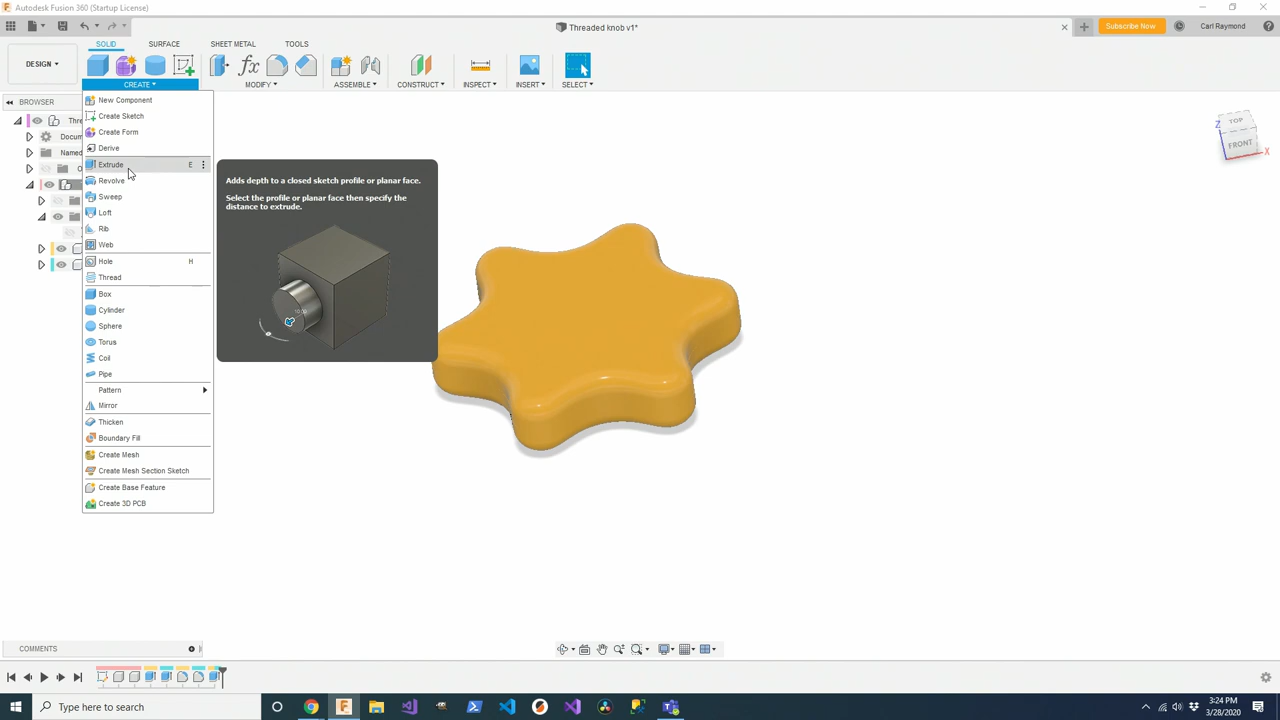 Autodesk Fusion 360 (Startup License)
Threaded knob v1*
Subscribe Now
Carl Raymond
DESIGN
SOLID
SURFACE
SHEET METAL
TOOLS
CREATE
MODIFY
ASSEMBLE
CONSTRUCT
INSPECT
INSERT
SELECT
BROWSER
Thre
Docum
Named
New Component
Create Sketch
Create Form
Derive
Extrude E
Revolve
Sweep
Loft
Rib
Web
Hole H
Thread
Box
Cylinder
Sphere
Torus
Coil
Pipe
Pattern
Mirror
Thicken
Boundary Fill
Create Mesh
Create Mesh Section Sketch
Create Base Feature
Create 3D PCB
Adds depth to a closed sketch profile or planar face.
Select the profile or planar face then specify the
distance to extrude.
TOP
FRONT
Z
X
COMMENTS
Type here to search
3:24 PM
3/28/2020